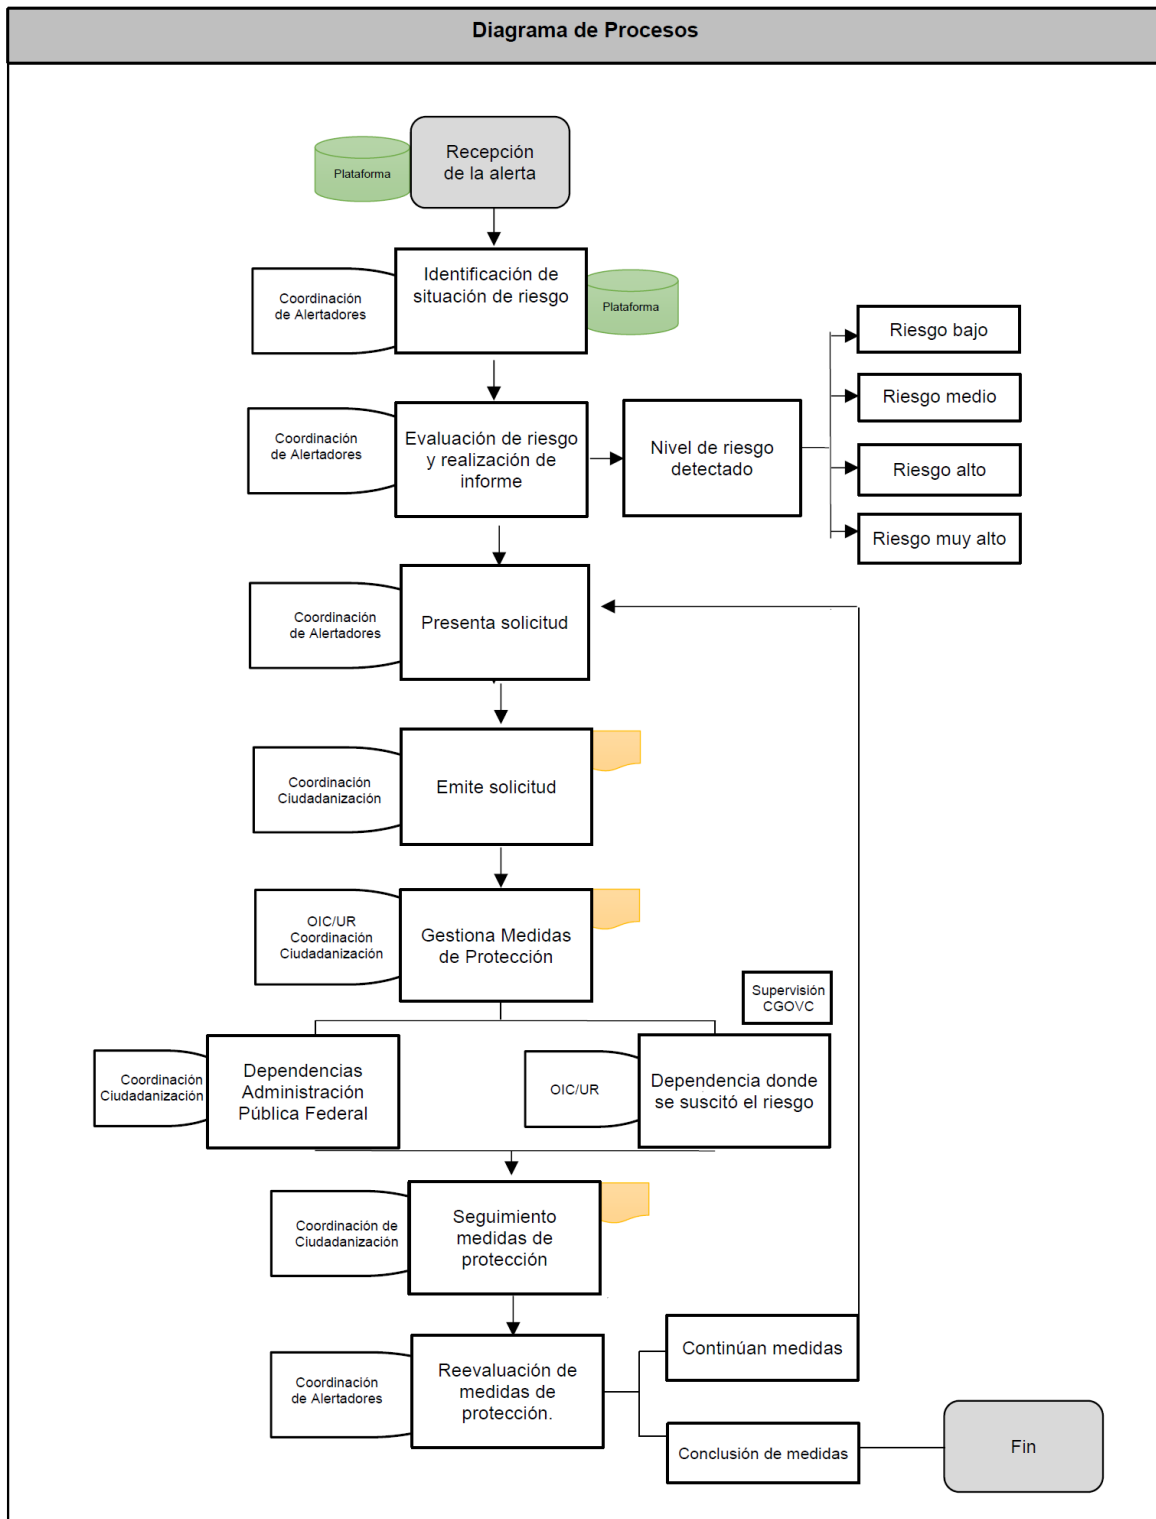 Diagrama de Procesos
Plataforma
Recepción
de la alerta
Coordinación
de Alertadores
Identificación de
situación de riesgo
Plataforma
Riesgo bajo
Riesgo medio
Riesgo alto
Riesgo muy alto
Coordinación
de Alertadores
Evaluación de riesgo
y realización de
informe
Nivel de riesgo
detectado
Coordinación
de Alertadores
Presenta solicitud
Coordinación
Ciudadanización
Emite solicitud
OIC/UR
Coordinación
Ciudadanización
Gestiona Medidas
de Protección
Supervisión
CGOVC
Coordinación
Ciudadanización
Dependencias
Administración
Pública Federal
OIC/UR
Dependencia donde
se suscitó el riesgo
Coordinación de
Ciudadanización
Seguimiento
medidas de
protección
Coordinación
de Alertadores
Reevaluación de
medidas de
protección.
Continúan medidas
Conclusión de medidas
Fin